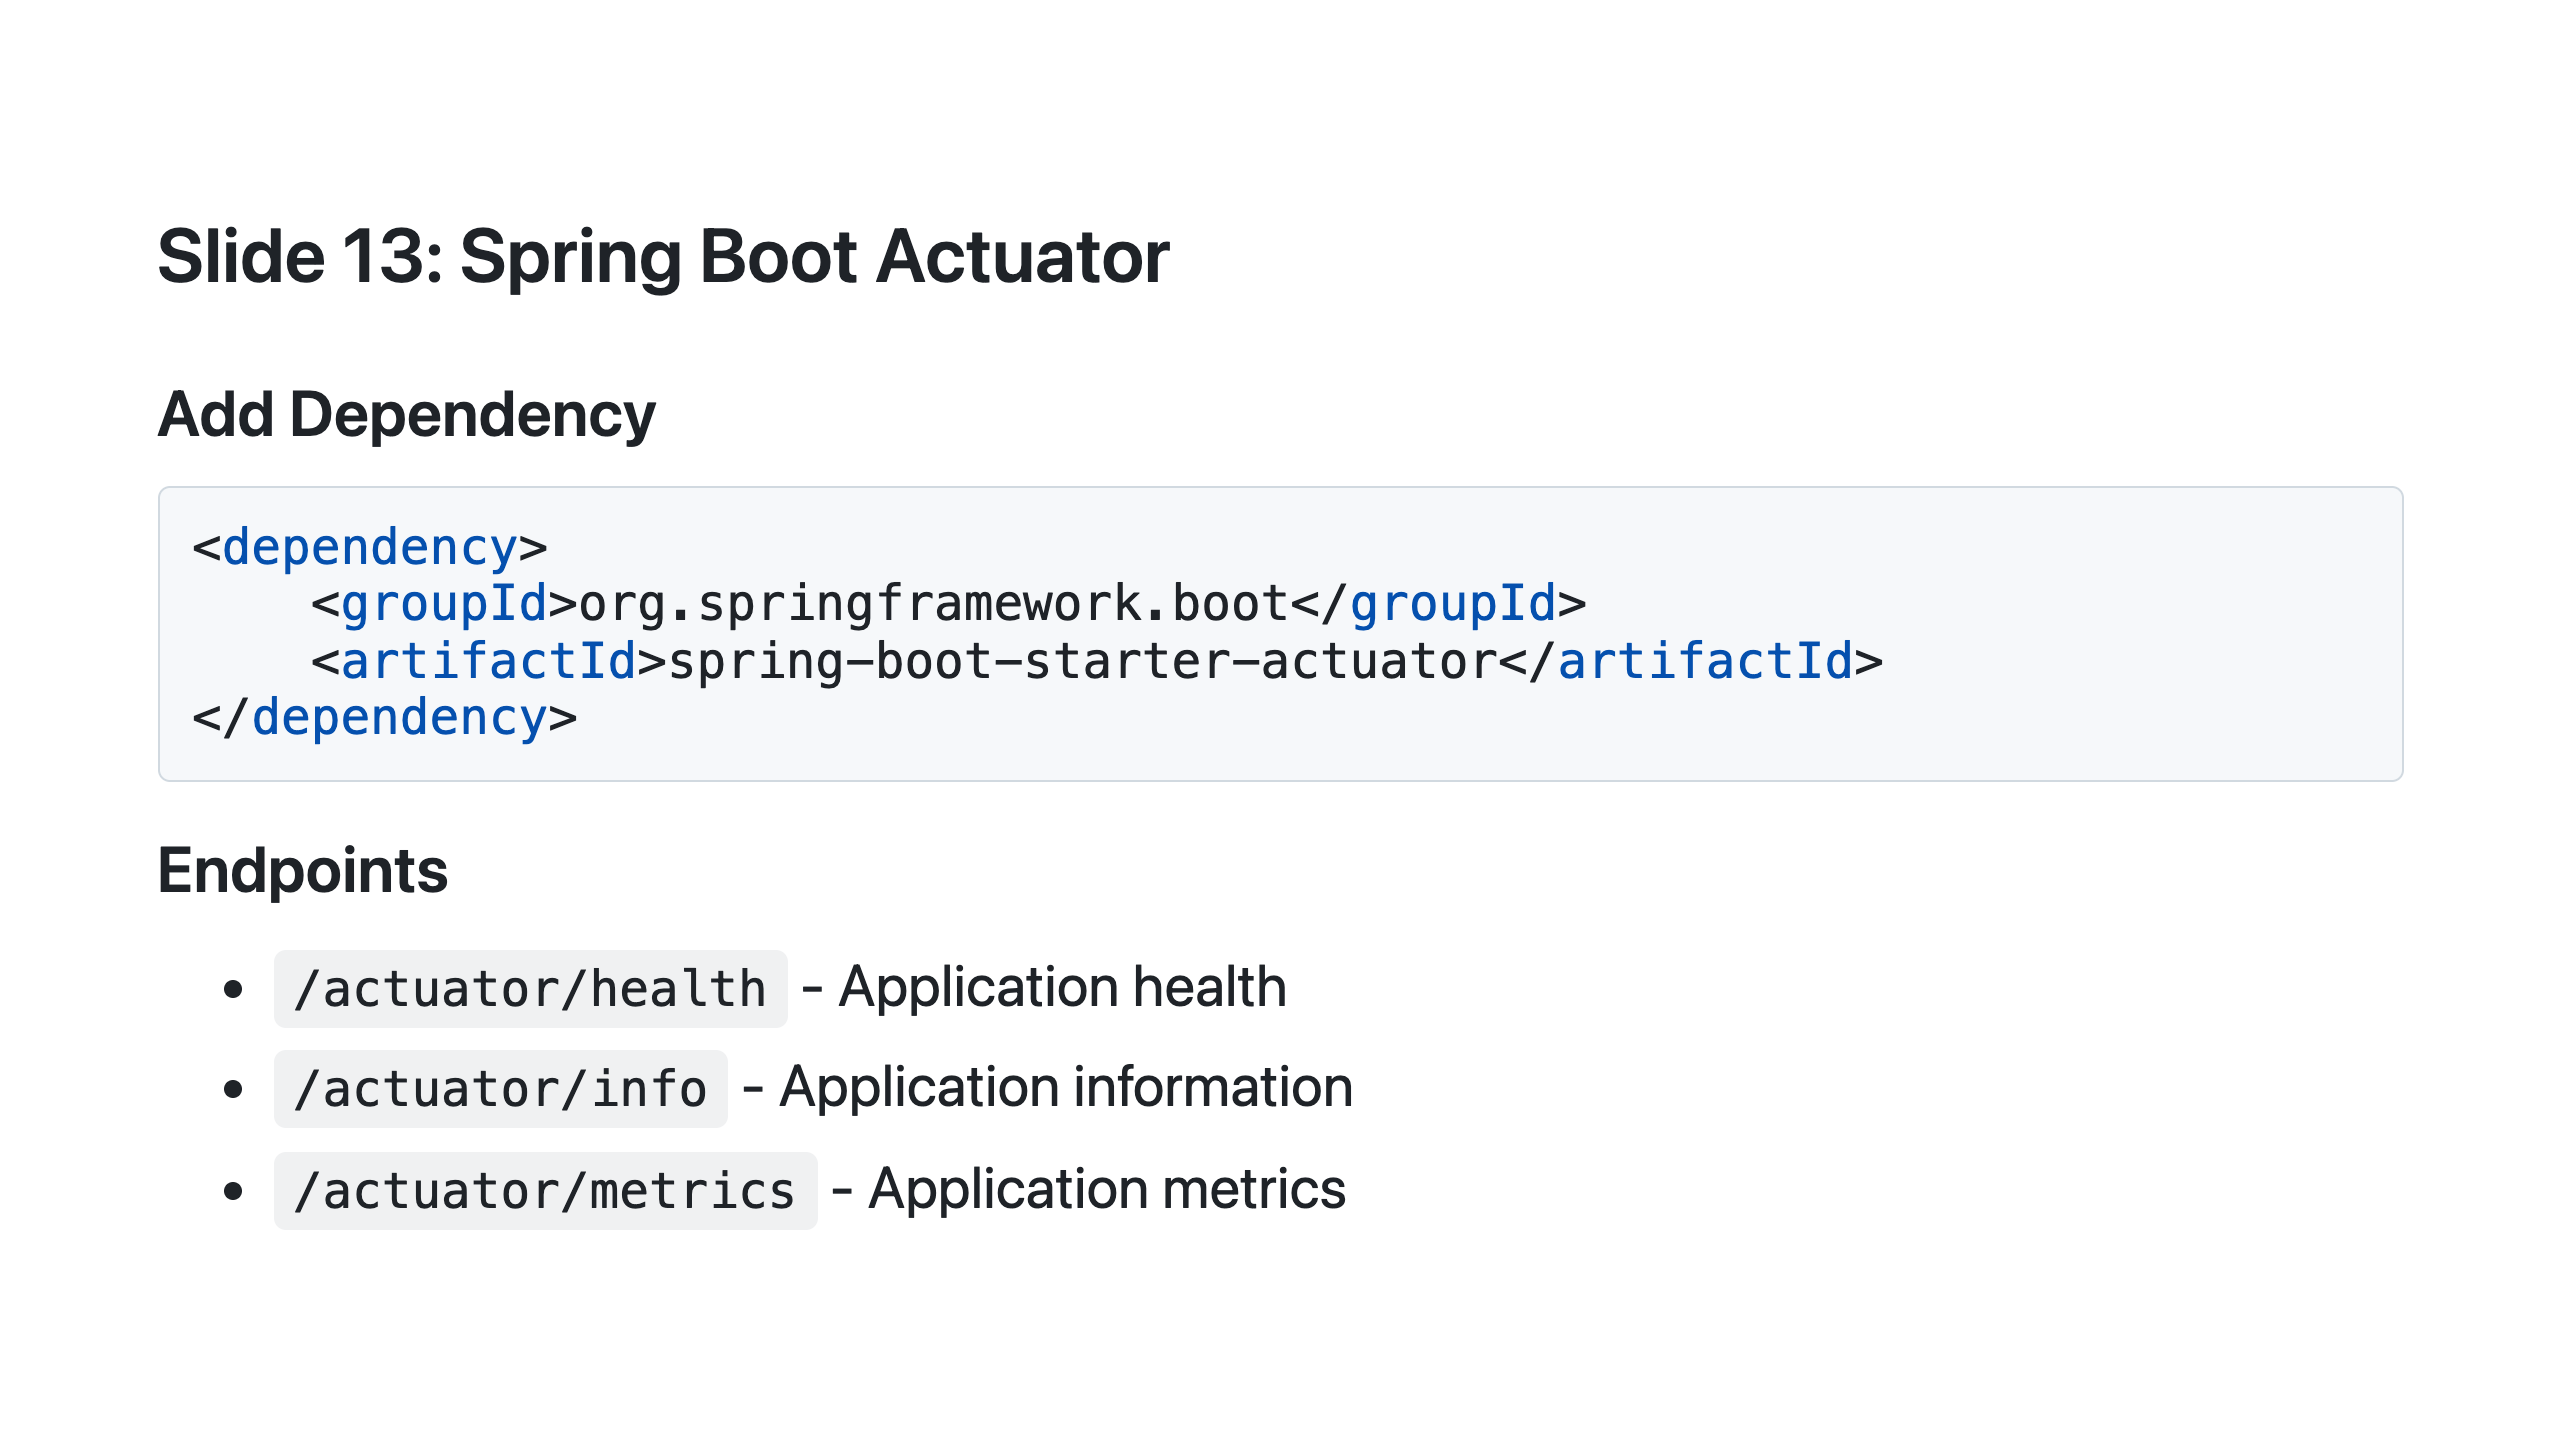 Slide 13: Spring Boot Actuator
Add Dependency
<dependency>
    <groupId>org.springframework.boot</groupId>
    <artifactId>spring-boot-starter-actuator</artifactId>
</dependency>
Endpoints
• /actuator/health - Application health
• /actuator/info - Application information
• /actuator/metrics - Application metrics